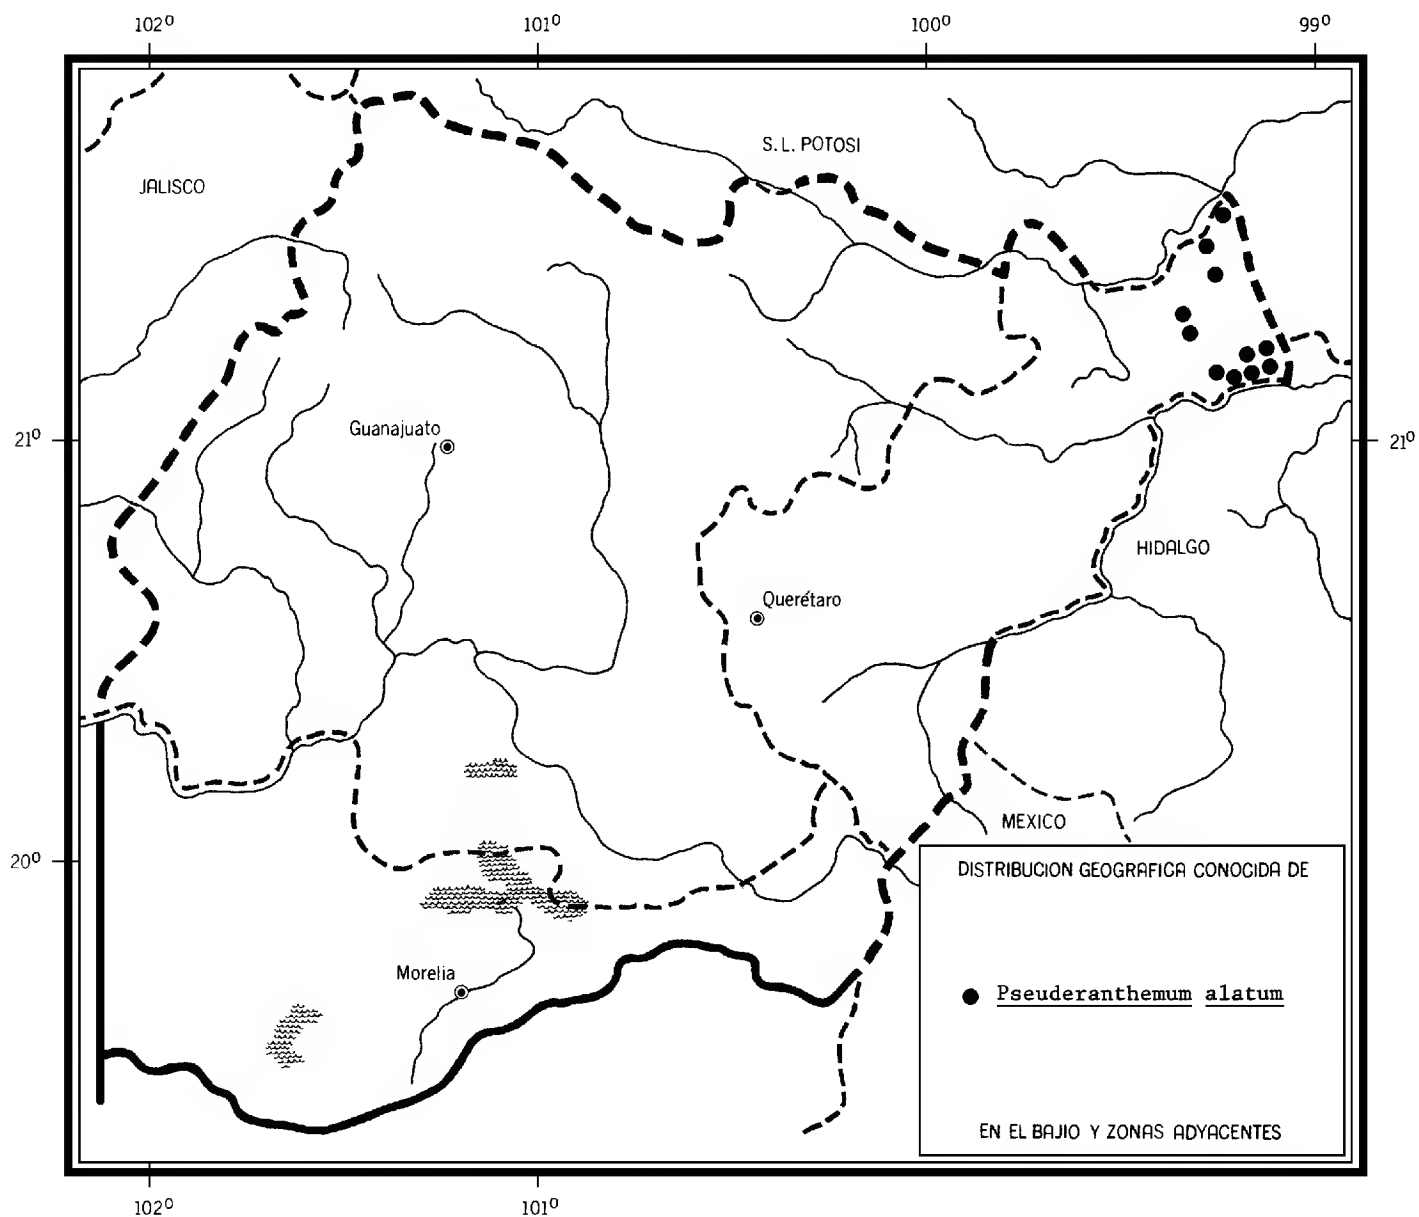 102º 101º 100º 99º
S.L. POTOSI
JALISCO
Guanajuato
21º 21º
HIDALGO
Querétaro
MEXICO
20º
DISTRIBUCION GEOGRAFICA CONOCIDA DE
Morelia
Pseuderanthemum alatum
EN EL BAJIO Y ZONAS ADYACENTES
102º 101º